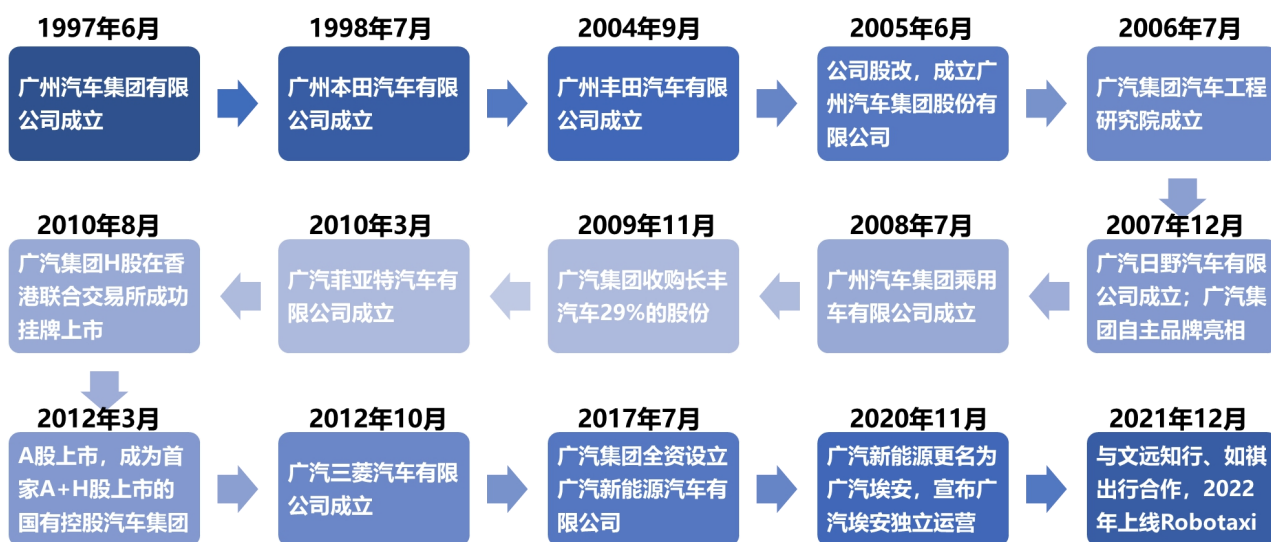 1997年6月
广州汽车集团有限
公司成立
1998年7月
广州本田汽车有限
公司成立
2004年9月
广州丰田汽车有限
公司成立
2005年6月
公司股改，成立广
州汽车集团股份有
限公司
2006年7月
广汽集团汽车工程
研究院成立
2007年12月
广汽日野汽车有限
公司成立；广汽集
团自主品牌亮相
2008年7月
广州汽车集团乘用
车有限公司成立
2009年11月
广汽集团收购长丰
汽车29%的股份
2010年3月
广汽菲亚特汽车有
限公司成立
2010年8月
广汽集团H股在香
港联合交易所成功
挂牌上市
2012年3月
A股上市，成为首
家A+H股上市的
国有控股汽车集团
2012年10月
广汽三菱汽车有限
公司成立
2017年7月
广汽集团全资设立
广汽新能源汽车有
限公司
2020年11月
广汽新能源更名为
广汽埃安，宣布广
汽埃安独立运营
2021年12月
与文远知行、如祺
出行合作，2022
年上线Robotaxi